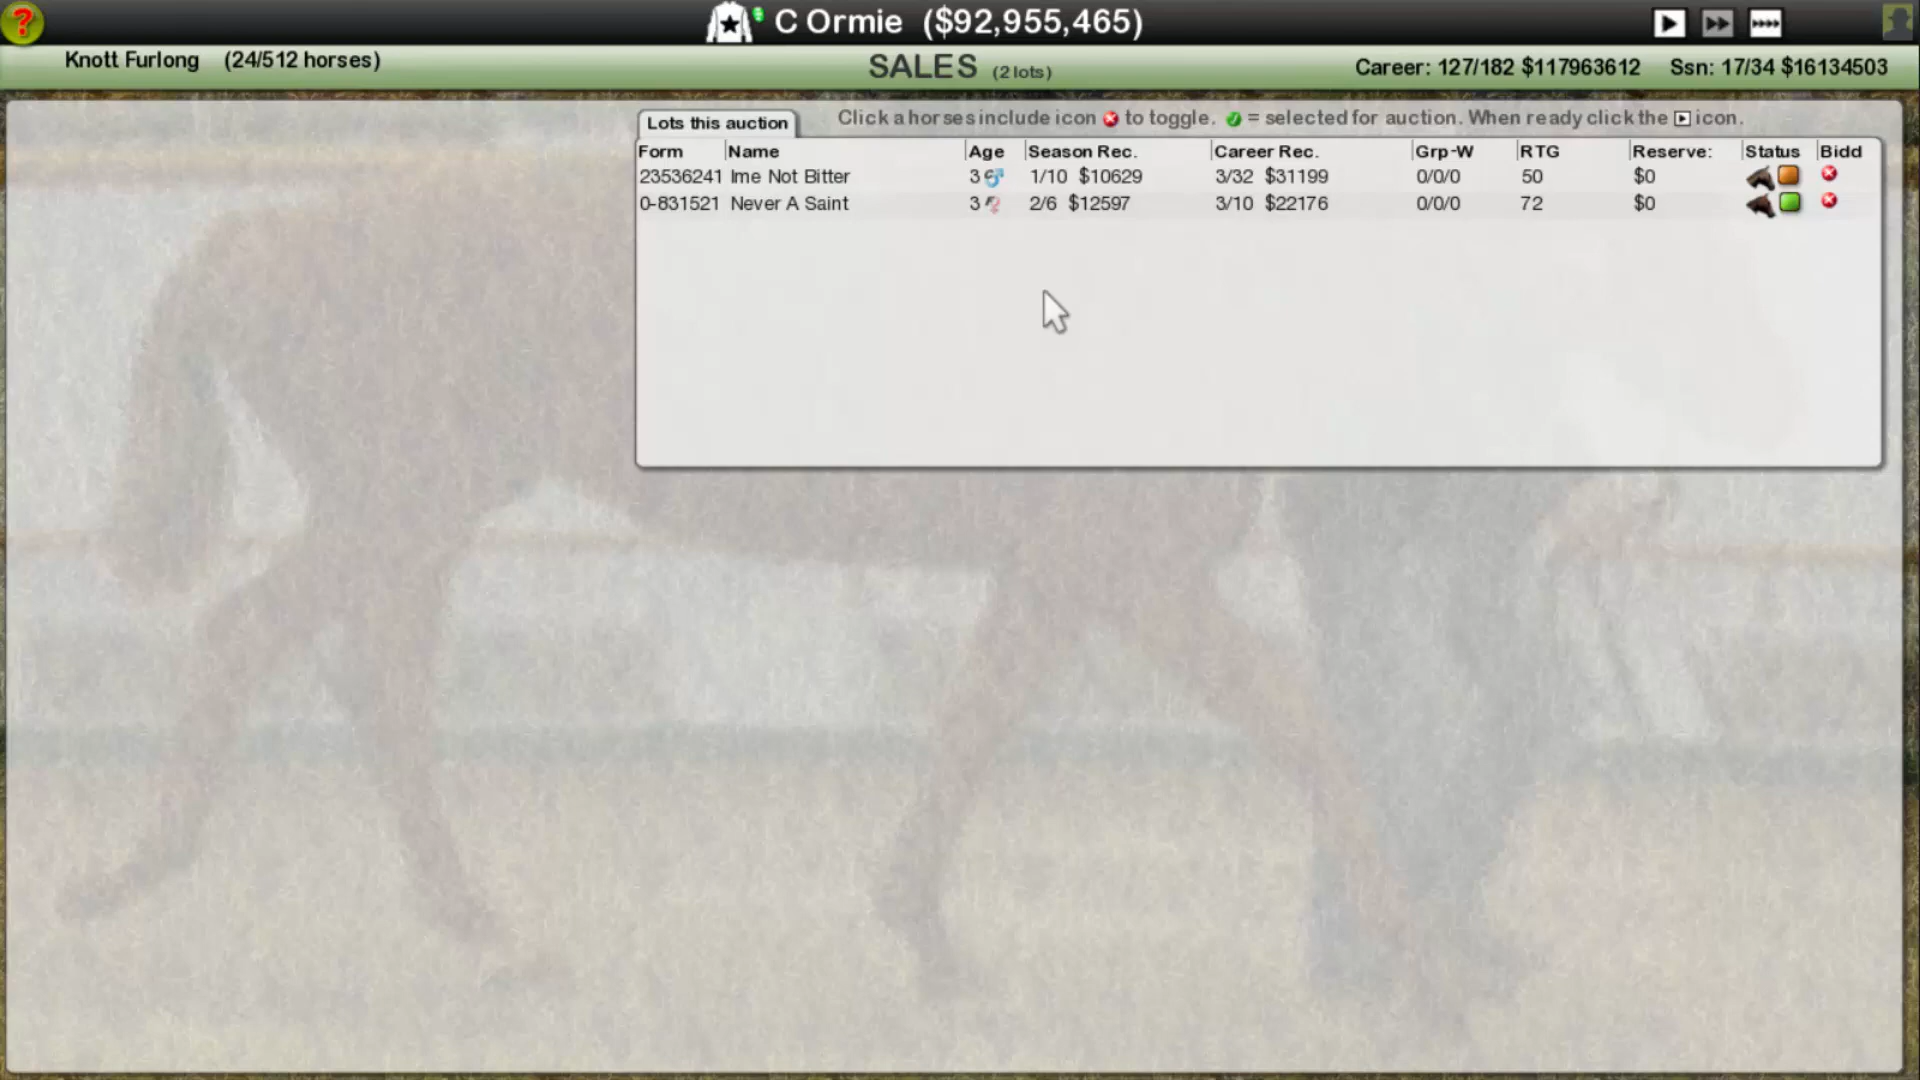 ?
C Ormie ($92,955,465)
Knott Furlong (24/512 horses)
SALES (2 lots)
Career: 127/182 $117963612 Ssn: 17/34 $16134503
Lots this auction
Click a horses include icon to toggle. = selected for auction. When ready click the icon.
Form Name Age Season Rec. Career Rec. Grp-W RTG Reserve: Status Bidd
23536241 Ime Not Bitter 3 1/10 $10629 3/32 $31199 0/0/0 50 $0
0-831521 Never A Saint 3 2/6 $12597 3/10 $22176 0/0/0 72 $0